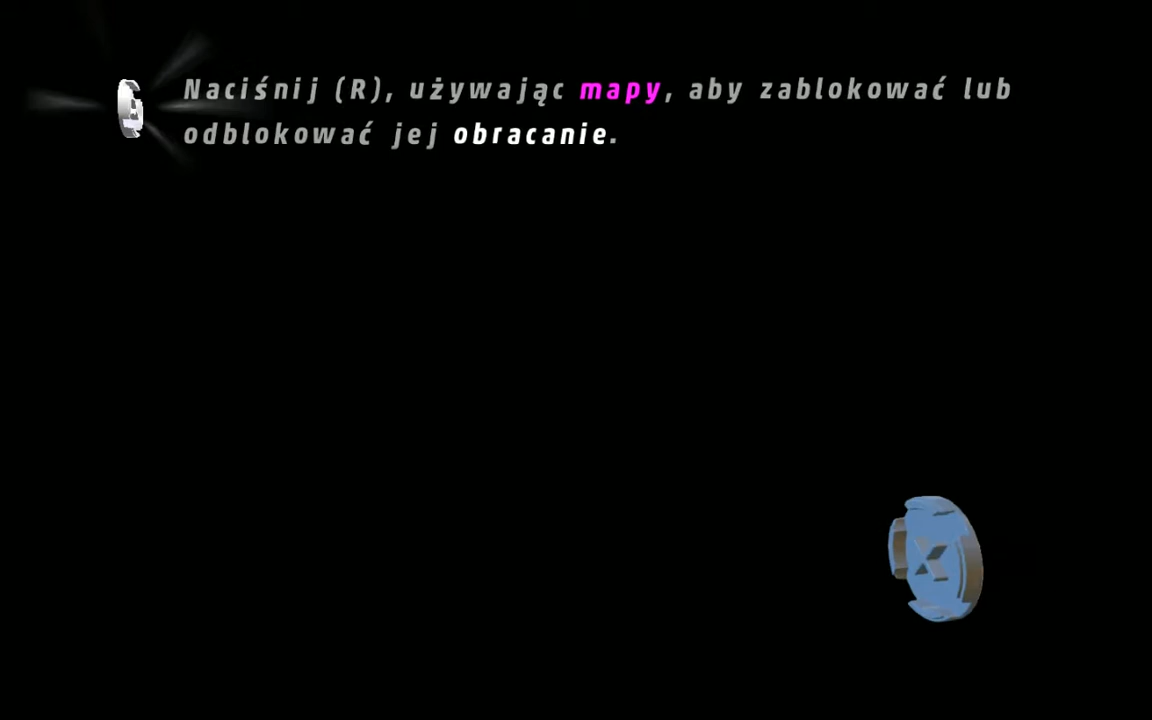 Naciśnij (R), używając mapy, aby zablokować lub
odblokować jej obracanie.